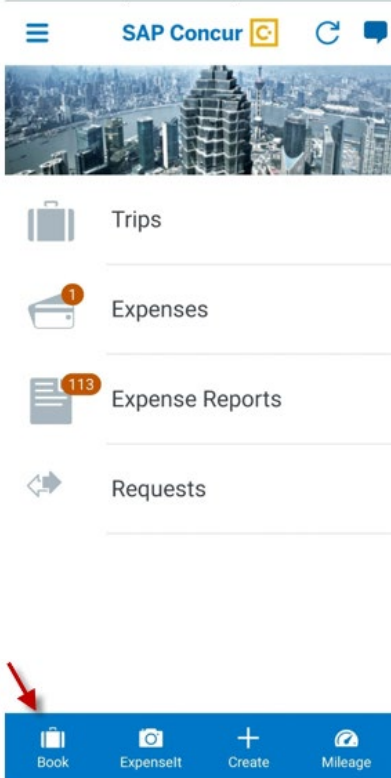 SAP Concur C.
Trips
1
Expenses
113
Expense Reports
Requests
Book ExpenseIt Create Mileage